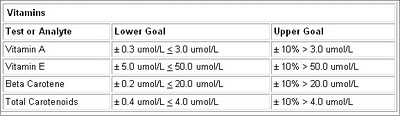 Vitamins
Test or Analyte Lower Goal Upper Goal
Vitamin A ± 0.3 umol/L ≤ 3.0 umol/L ± 10% > 3.0 umol/L
Vitamin E ± 5.0 umol/L ≤ 50.0 umol/L ± 10% > 50.0 umol/L
Beta Carotene ± 0.2 umol/L ≤ 20.0 umol/L ± 10% > 20.0 umol/L
Total Carotenoids ± 0.4 umol/L ≤ 4.0 umol/L ± 10% > 4.0 umol/L